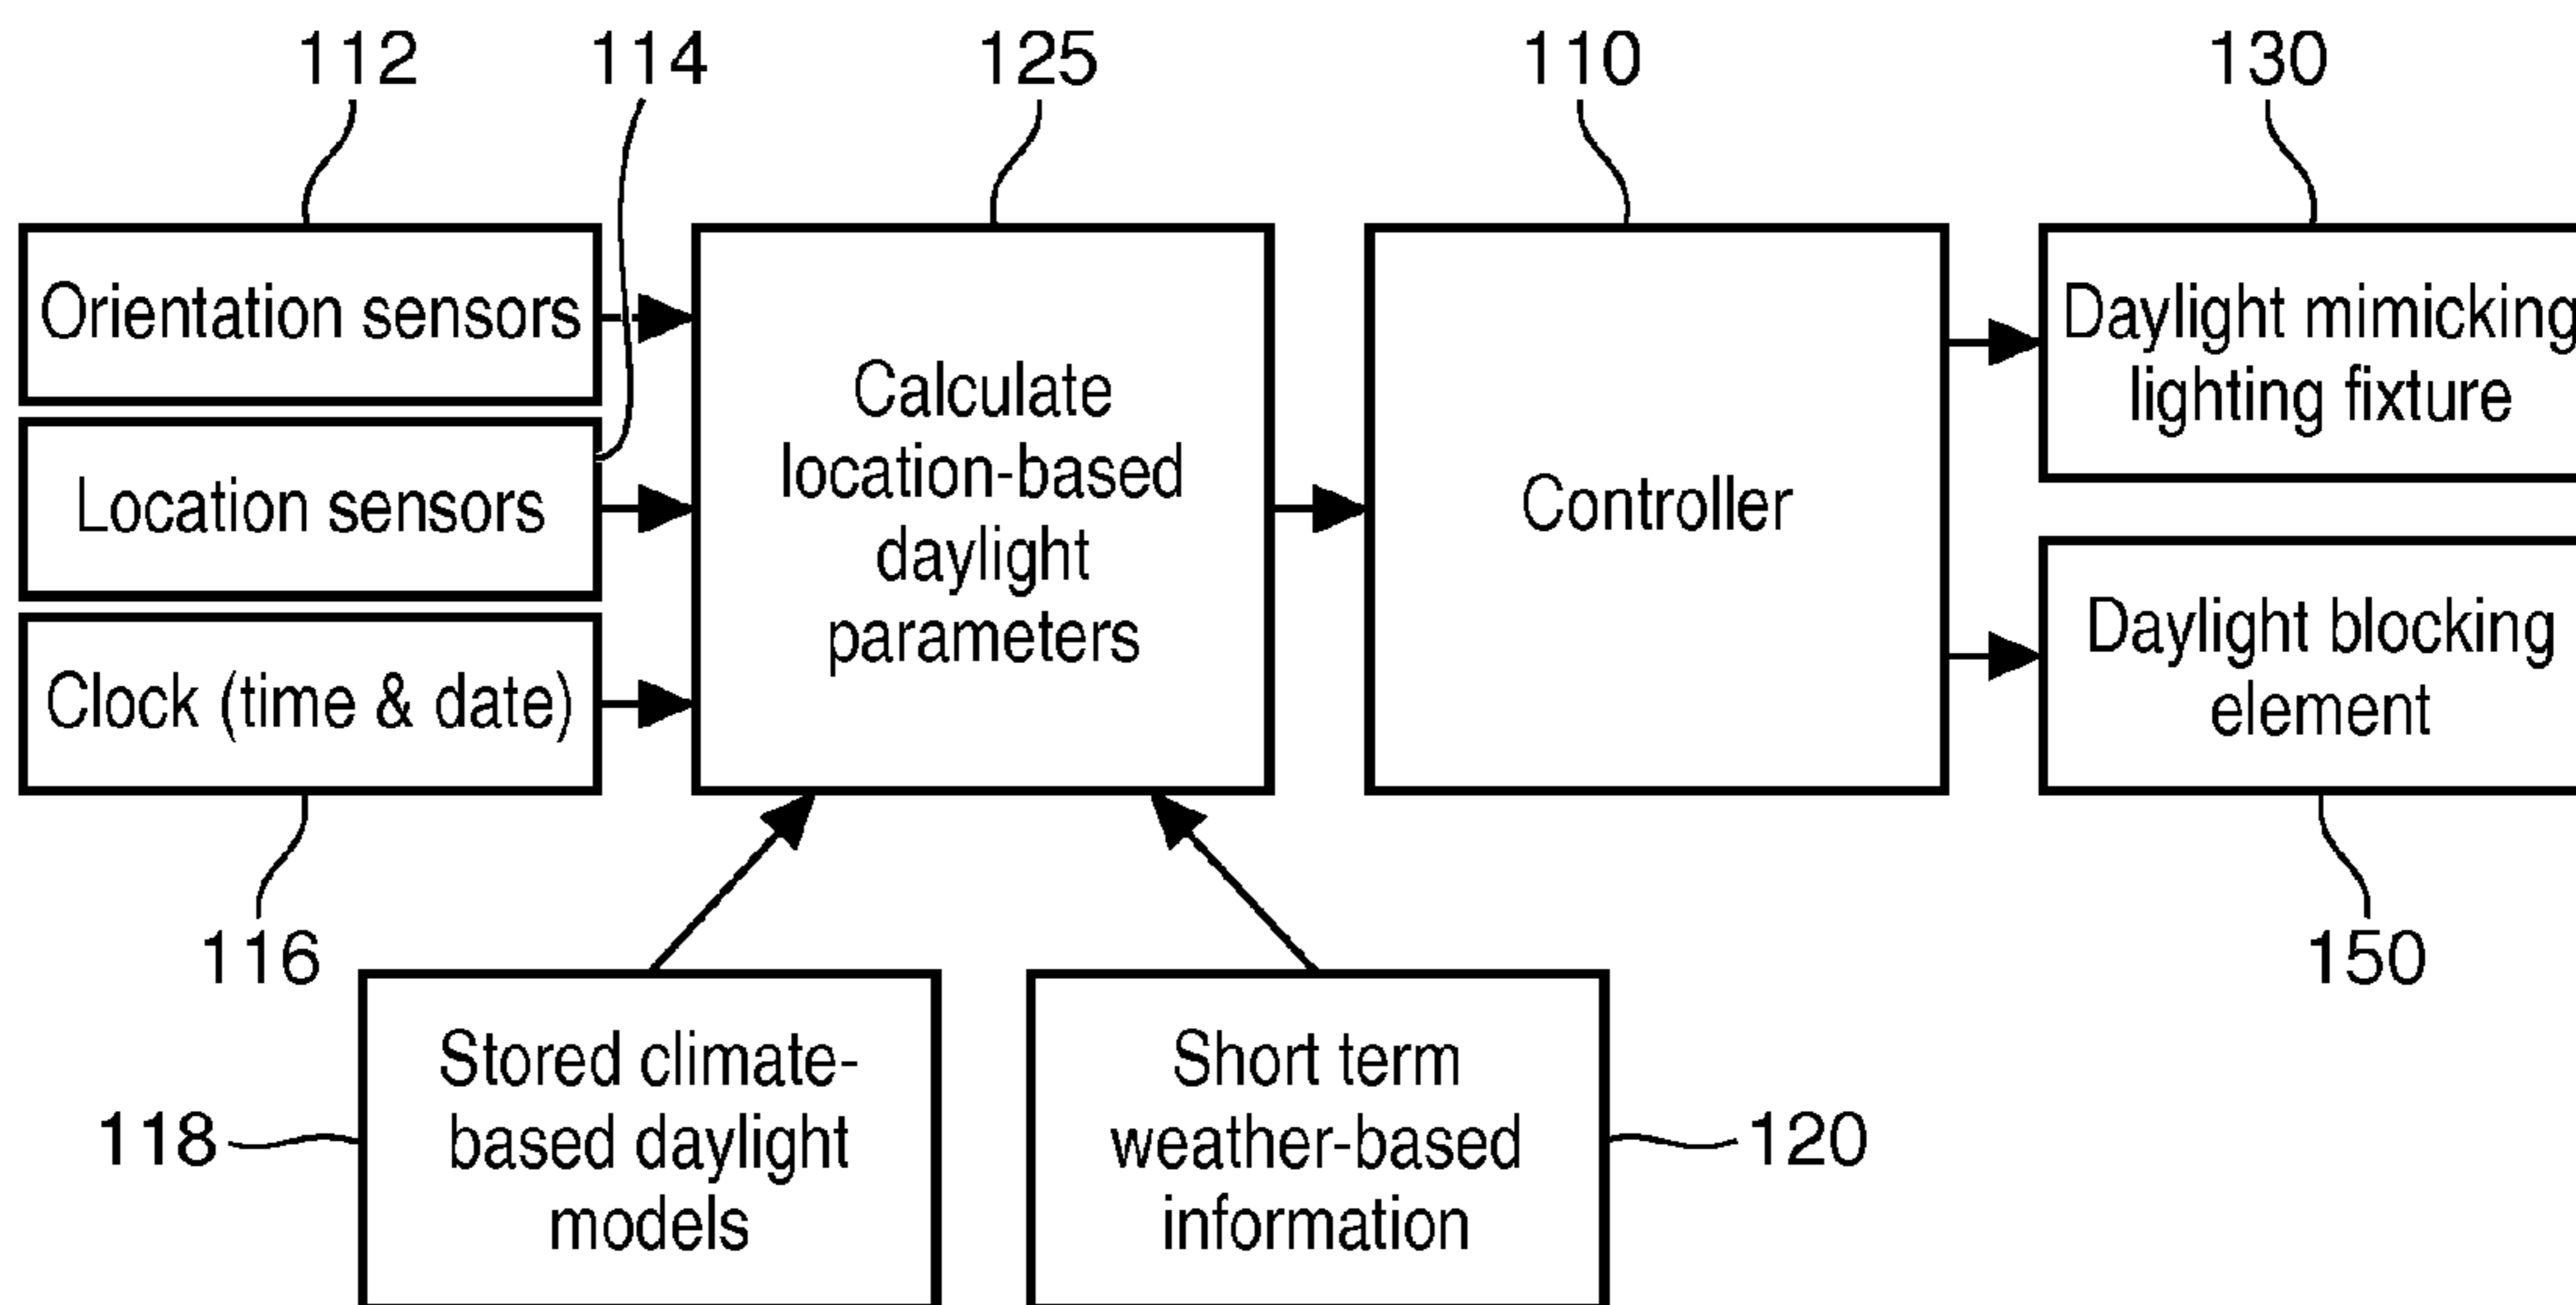 112
114
125
110
130
Orientation sensors
Location sensors
Clock (time & date)
Calculate
location-based
daylight
parameters
Controller
Daylight mimicking
lighting fixture
Daylight blocking
element
116
150
118
Stored climate-
based daylight
models
Short term
weather-based
information
120